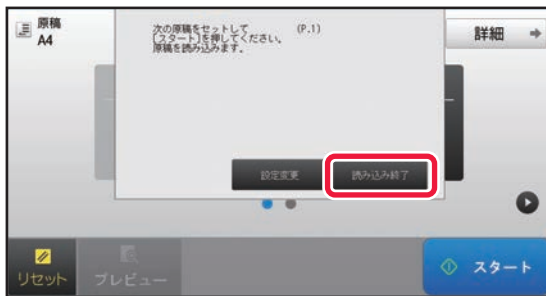 原稿
A4
次の原稿をセットして (P.1)
[スタート]を押してください。
原稿を読み込みます。
詳細
設定変更
読み込み終了
リセット
プレビュー
スタート